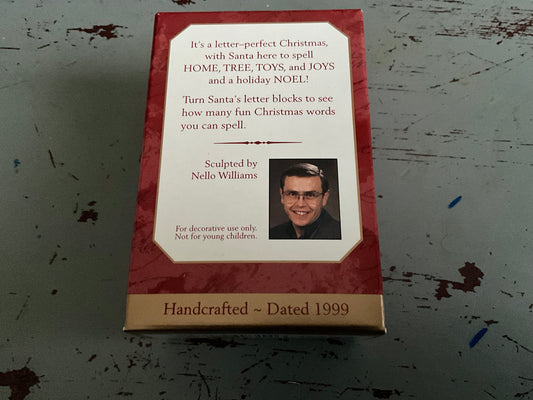 It's a letter–perfect Christmas,
with Santa here to spell
HOME, TREE, TOYS, and JOYS
and a holiday NOEL!
Turn Santa's letter blocks to see
how many fun Christmas words
you can spell.
Sculpted by
Nello Williams
For decorative use only.
Not for young children.
Handcrafted ~ Dated 1999